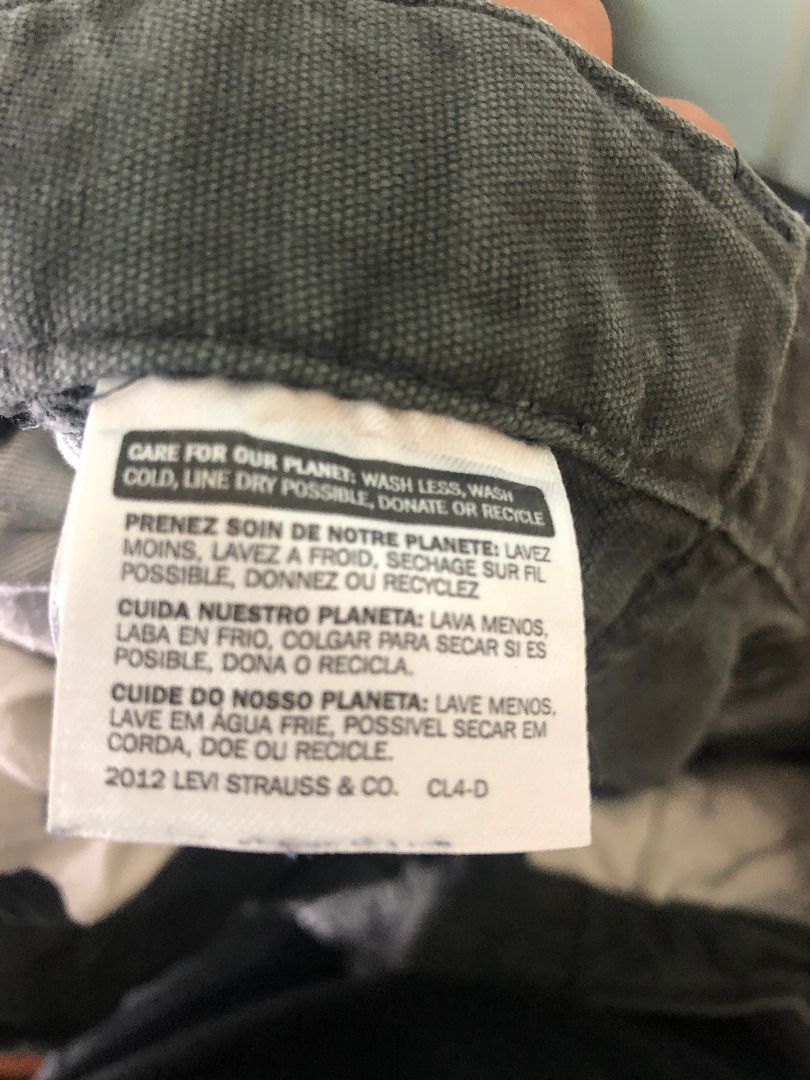 CARE FOR OUR PLANET: WASH LESS, WASH
COLD, LINE DRY POSSIBLE, DONATE OR RECYCLE
PRENEZ SOIN DE NOTRE PLANETE: LAVEZ
MOINS, LAVEZ A FROID, SECHAGE SUR FIL
POSSIBLE, DONNEZ OU RECYCLEZ
CUIDA NUESTRO PLANETA: LAVA MENOS,
LABA EN FRIO, COLGAR PARA SECAR SI ES
POSIBLE, DONA O RECICLA.
CUIDE DO NOSSO PLANETA: LAVE MENOS,
LAVE EM ÁGUA FRIE, POSSIVEL SECAR EM
CORDA, DOE OU RECICLE.
2012 LEVI STRAUSS & CO. CL4-D